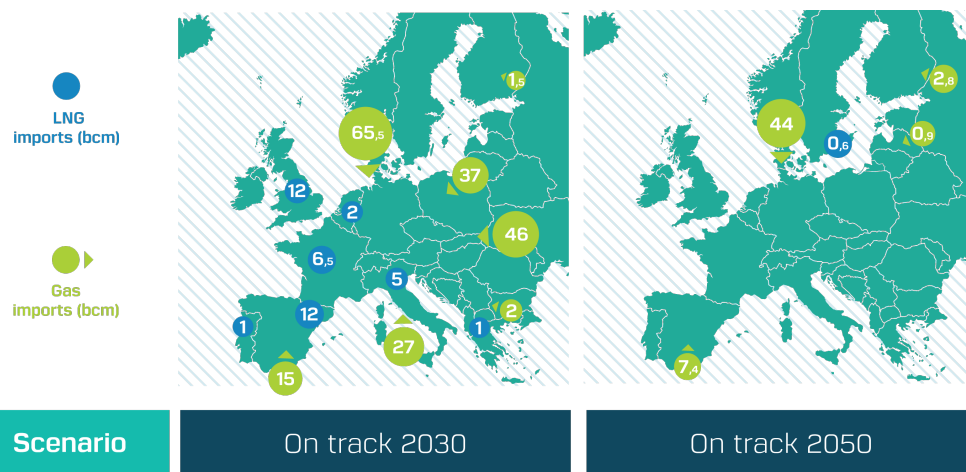 LNG
imports (bcm)
Gas
imports (bcm)
1,5
65,5
37
12
2
46
6,5
5
2
12
1
1
27
15
2,8
44
0,9
0,6
7,4
Scenario
On track 2030
On track 2050